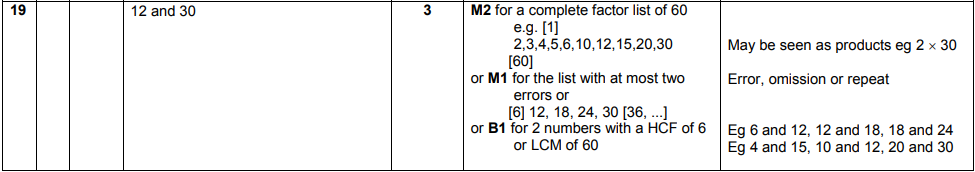 19 12 and 30 3 M2 for a complete factor list of 60
e.g. [1]
2,3,4,5,6,10,12,15,20,30 May be seen as products eg 2 × 30
[60]
or M1 for the list with at most two Error, omission or repeat
errors or
[6] 12, 18, 24, 30 [36, ...]
or B1 for 2 numbers with a HCF of 6 Eg 6 and 12, 12 and 18, 18 and 24
or LCM of 60 Eg 4 and 15, 10 and 12, 20 and 30